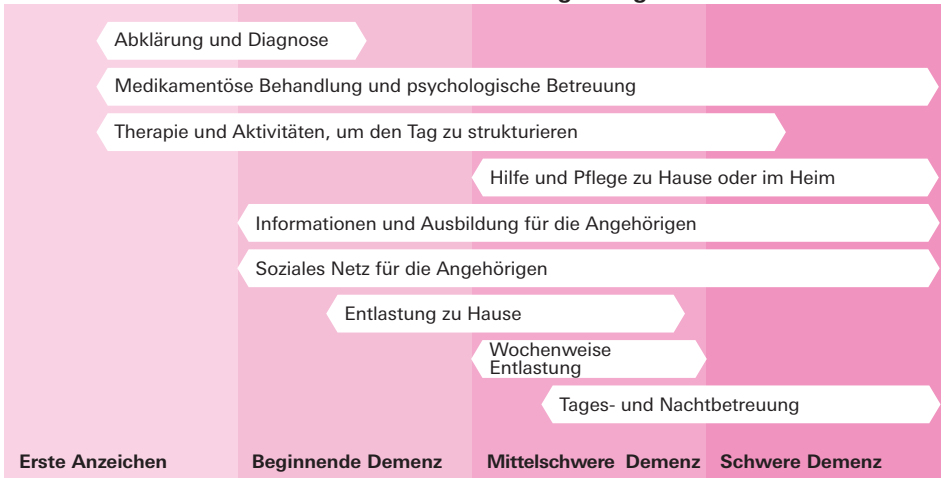 Abklärung und Diagnose
Medikamentöse Behandlung und psychologische Betreuung
Therapie und Aktivitäten, um den Tag zu strukturieren
Hilfe und Pflege zu Hause oder im Heim
Informationen und Ausbildung für die Angehörigen
Soziales Netz für die Angehörigen
Entlastung zu Hause
Wochenweise
Entlastung
Tages- und Nachtbetreuung
Erste Anzeichen Beginnende Demenz Mittelschwere Demenz Schwere Demenz